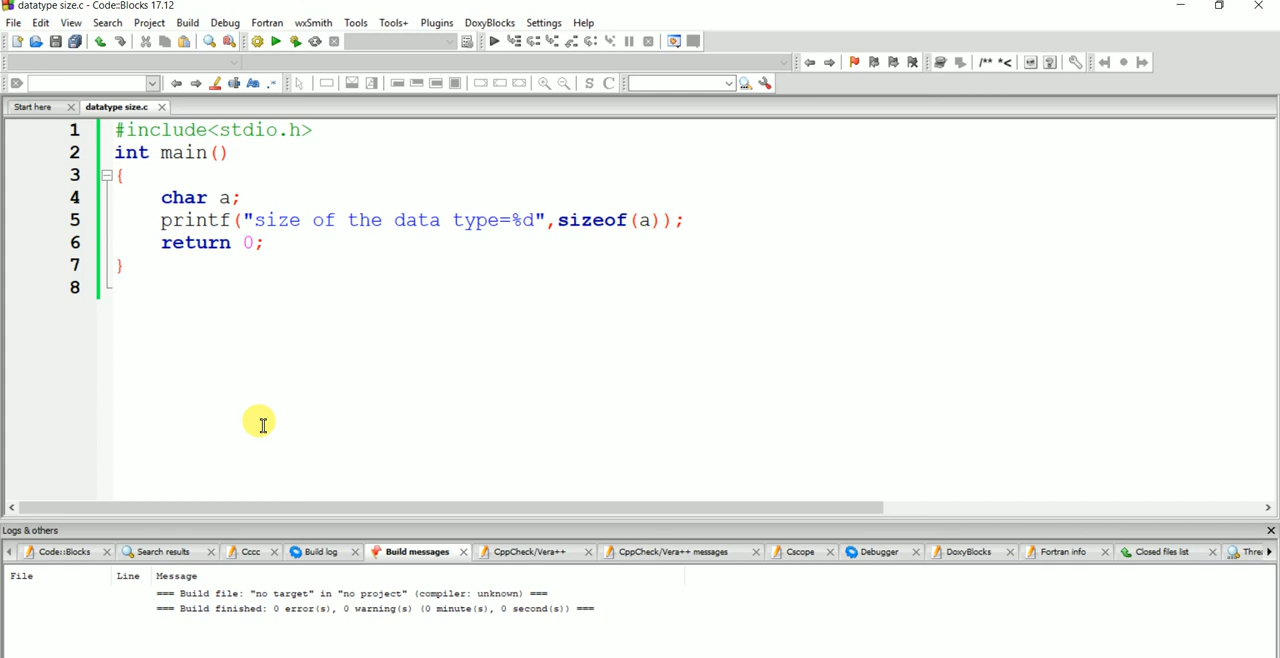 datatype size.c - Code::Blocks 17.12
File Edit View Search Project Build Debug Fortran wxSmith Tools Tools+ Plugins DoxyBlocks Settings Help
Start here datatype size.c
1 #include<stdio.h>
2 int main()
3 {
4 char a;
5 printf("size of the data type=%d",sizeof(a));
6 return 0;
7 }
8
Logs & others
Code::Blocks Search results Cccc Build log Build messages CppCheck/Vera++ CppCheck/Vera++ messages Cscope Debugger DoxyBlocks Fortran info Closed files list Thre
File Line Message
=== Build file: "no target" in "no project" (compiler: unknown) ===
=== Build finished: 0 error(s), 0 warning(s) (0 minute(s), 0 second(s)) ===